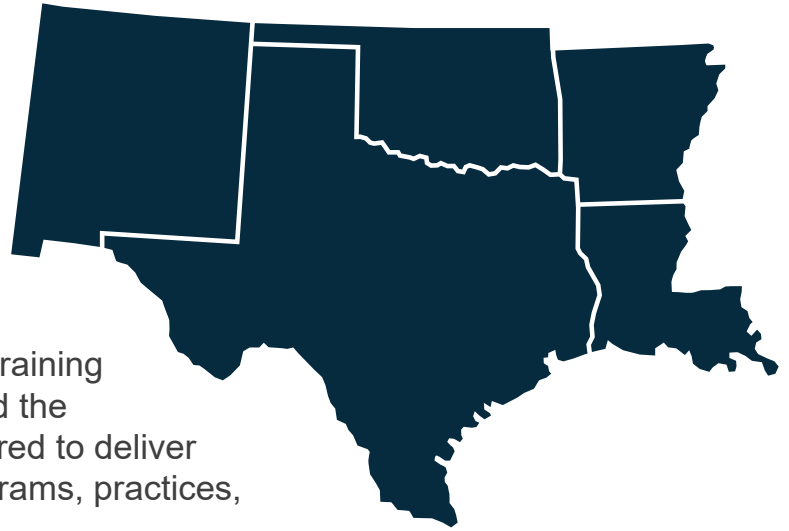 raining
d the
red to deliver
rams, practices,